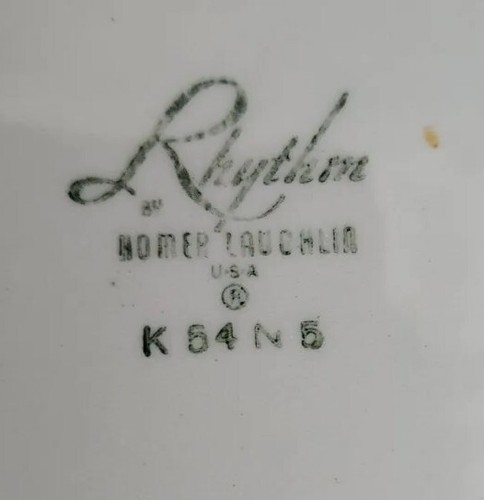 Rhythm
BY
HOMER LAUGHLIN
U·S·A
®
K 54 N 5